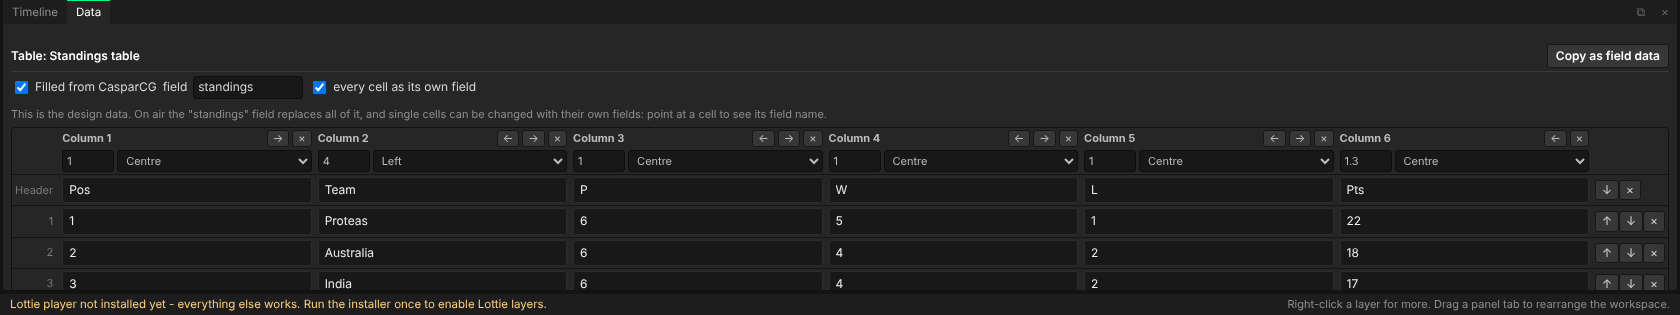 Timeline Data
Table: Standings table Copy as field data
Filled from CasparCG field standings every cell as its own field
This is the design data. On air the "standings" field replaces all of it, and single cells can be changed with their own fields: point at a cell to see its field name.
Column 1 → × Column 2 ← → × Column 3 ← → × Column 4 ← → × Column 5 ← → × Column 6 ← ×
1 Centre 4 Left 1 Centre 1 Centre 1 Centre 1.3 Centre
Header Pos Team P W L Pts ↓ ×
1 1 Proteas 6 5 1 22 ↑ ↓ ×
2 2 Australia 6 4 2 18 ↑ ↓ ×
3 3 India 6 4 2 17 ↑ ↓ ×
Lottie player not installed yet - everything else works. Run the installer once to enable Lottie layers. Right-click a layer for more. Drag a panel tab to rearrange the workspace.